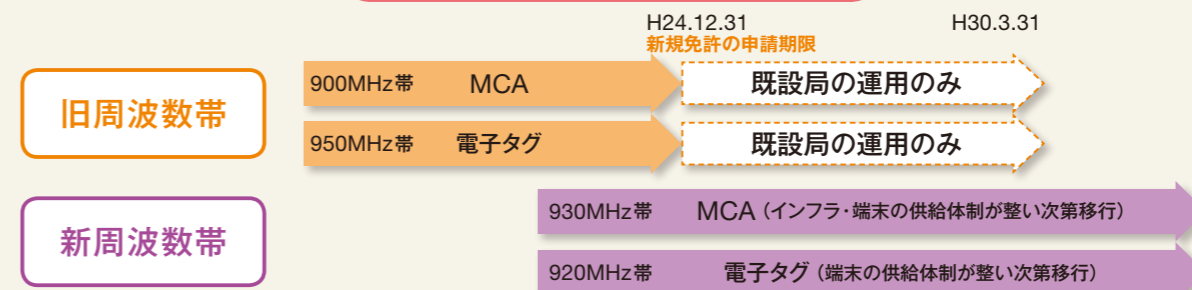 H24.12.31
新規免許の申請期限
H30.3.31
旧周波数帯
900MHz帯 MCA
既設局の運用のみ
950MHz帯 電子タグ
既設局の運用のみ
新周波数帯
930MHz帯 MCA(インフラ・端末の供給体制が整い次第移行)
920MHz帯 電子タグ(端末の供給体制が整い次第移行)